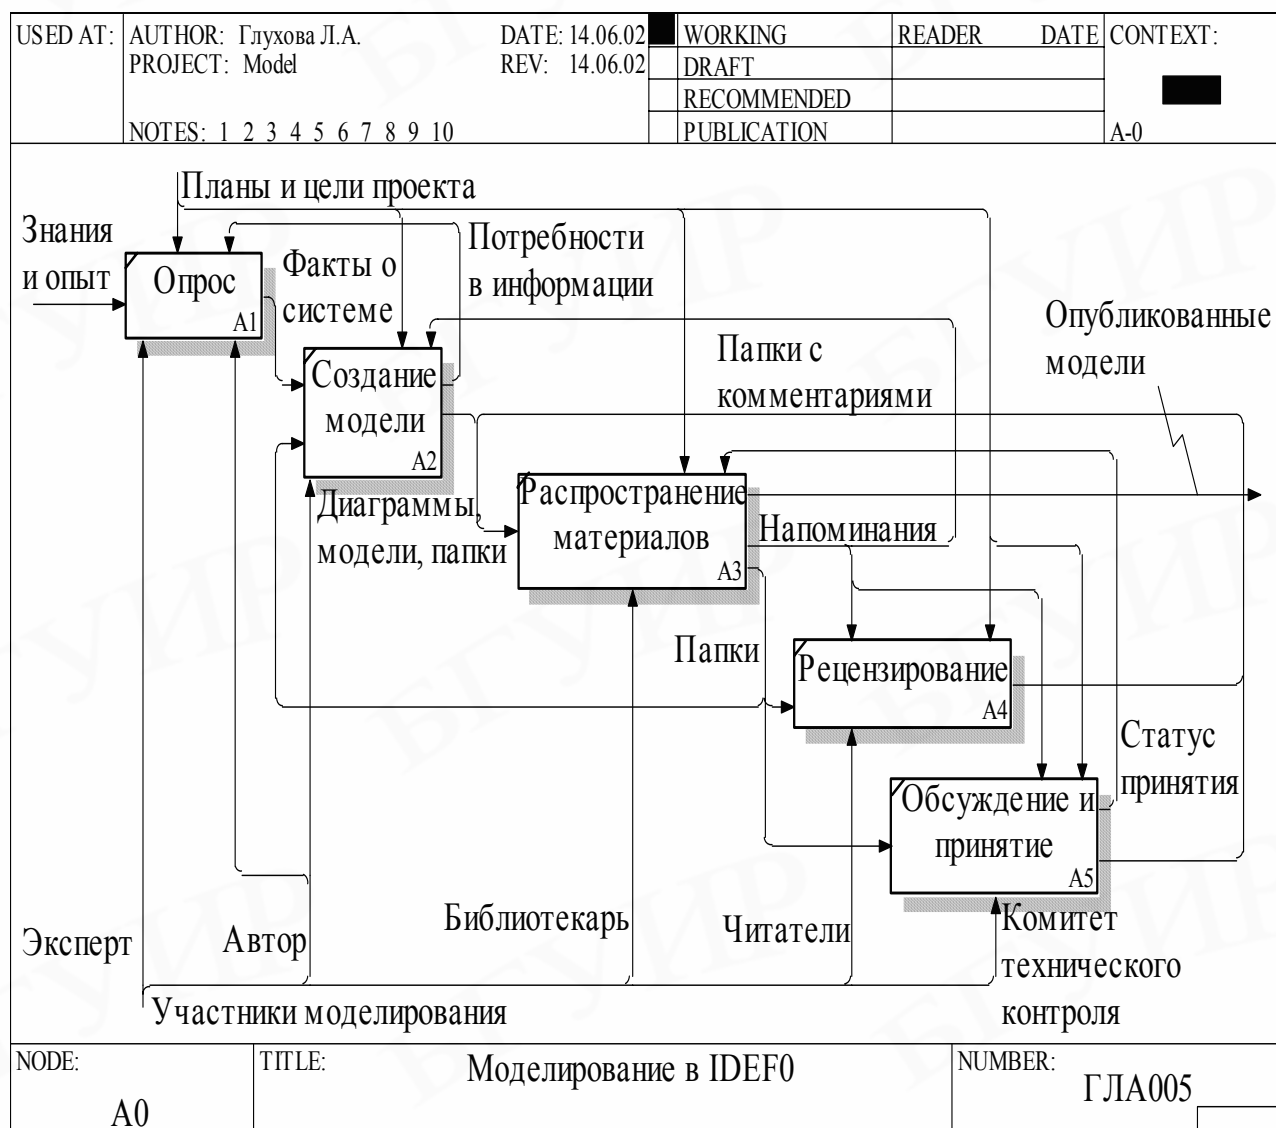 USED AT:
AUTHOR: Глухова Л.А.
DATE: 14.06.02
WORKING
READER
DATE
CONTEXT:
PROJECT: Model
REV: 14.06.02
DRAFT
RECOMMENDED
NOTES: 1 2 3 4 5 6 7 8 9 10
PUBLICATION
A-0
Планы и цели проекта
Знания
и опыт
Опрос
A1
Факты о
системе
Потребности
в информации
Опубликованные
модели
Создание
модели
A2
Папки с
комментариями
Диаграммы,
модели, папки
Распространение
материалов
A3
Напоминания
Папки
Рецензирование
A4
Статус
принятия
Обсуждение и
принятие
A5
Эксперт
Автор
Библиотекарь
Читатели
Комитет
технического
контроля
Участники моделирования
NODE:
A0
TITLE:
Моделирование в IDEF0
NUMBER:
ГЛА005
БГУИР